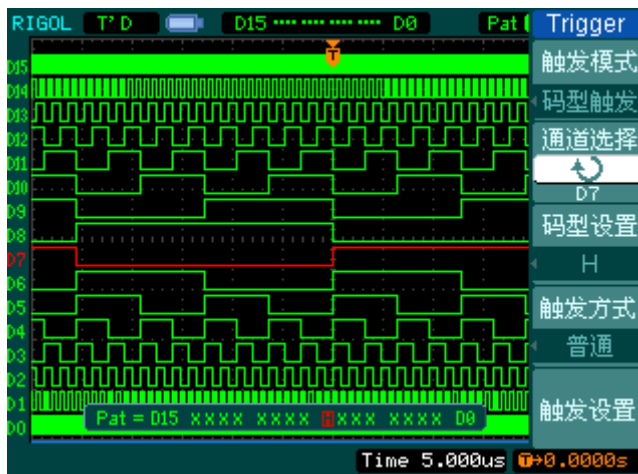 RIGOL T'D D15 ···· ···· ···· ···· D0 Pat Trigger
T
D15
D14
D13
D12
D11
D10
D9
D8
D7
D6
D5
D4
D3
D2
D1
D0
Pat = D15 XXXX XXXX HXXX XXXX D0
触发模式
码型触发
通道选择
D7
码型设置
H
触发方式
普通
触发设置
Time 5.000us T→0.0000s